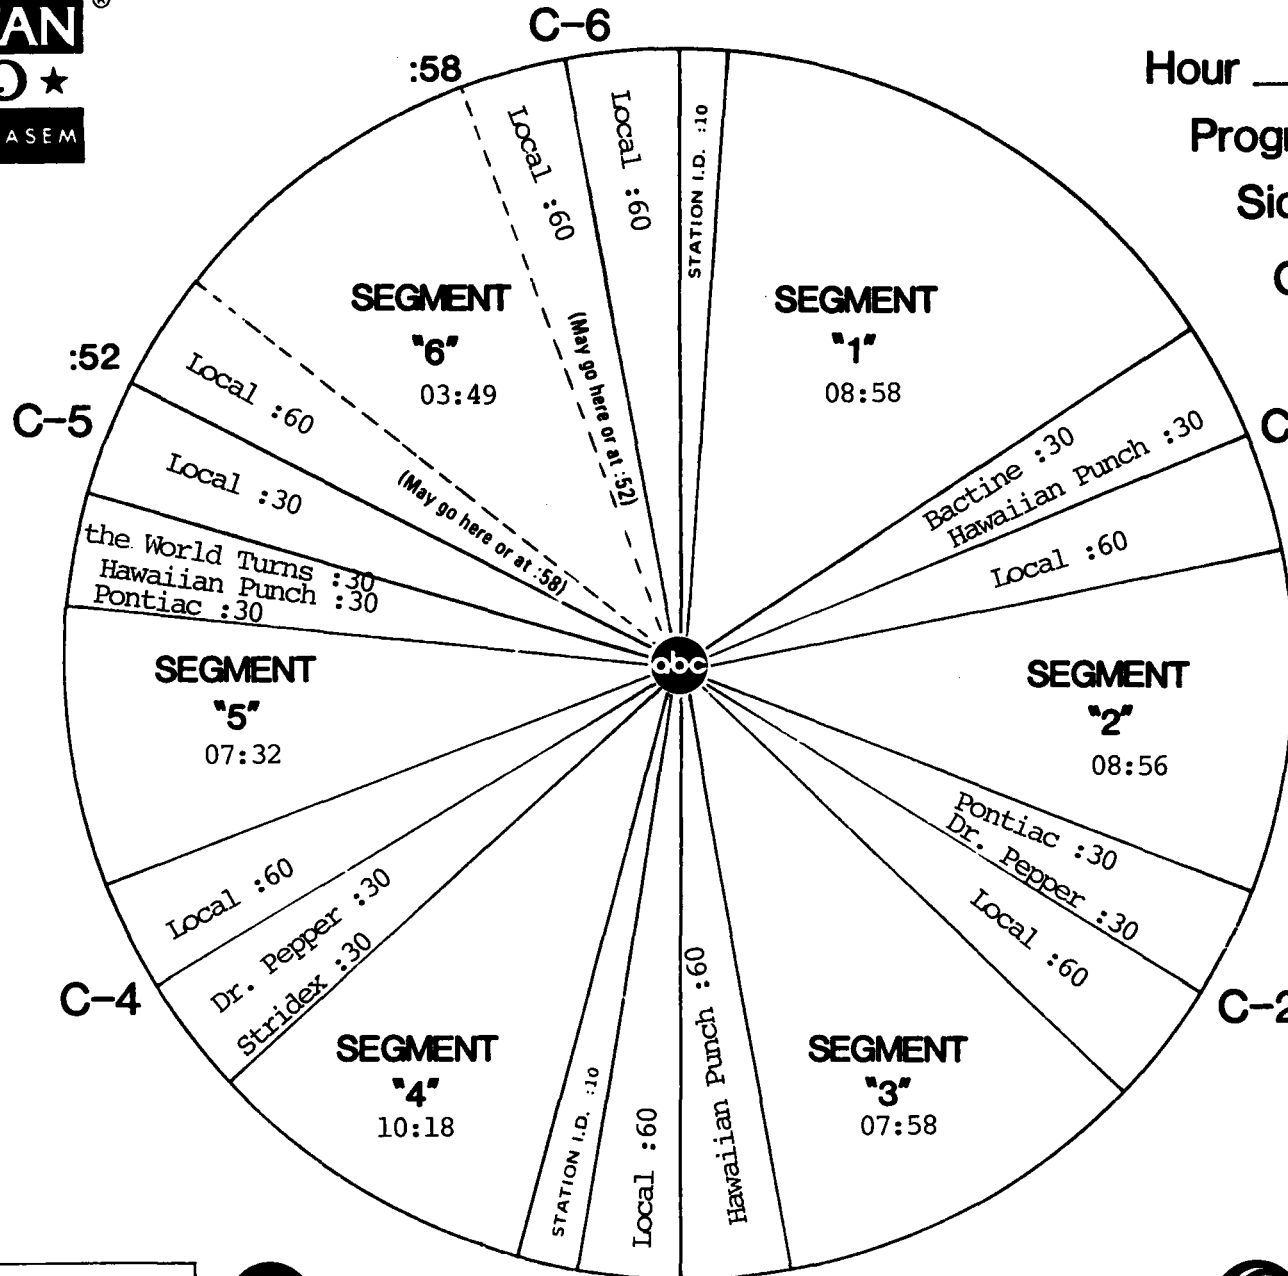 AN
®
ASEM
C-6
:58
Hour
Local :60
Local :60
STATION I.D. :10
(May go here or at :52)
SEGMENT
"6"
03:49
SEGMENT
"1"
08:58
:52
Local :60
(May go here or at :58)
C-5
Local :30
the World Turns :30
Hawaiian Punch :30
Pontiac :30
Bactine :30
Hawaiian Punch :30
Local :60
abc
SEGMENT
"5"
07:32
SEGMENT
"2"
08:56
Pontiac :30
Dr. Pepper :30
Local :60
C-2
Local :60
Dr. Pepper :30
Stridex :30
C-4
SEGMENT
"4"
10:18
STATION I.D. :10
Local :60
Hawaiian Punch :60
SEGMENT
"3"
07:58